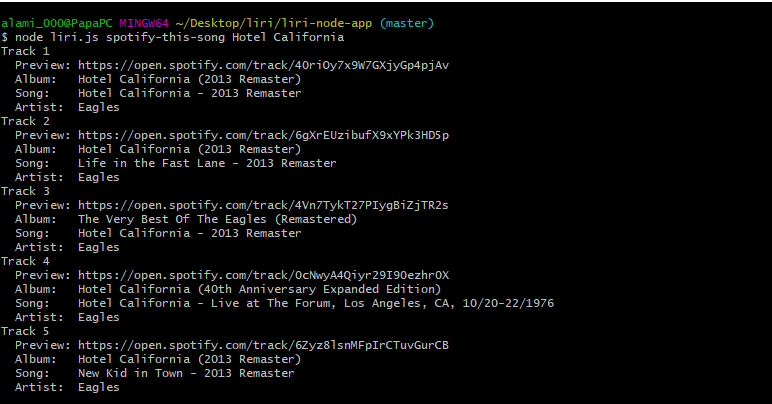 alami_000@PapaPC MINGW64 ~/Desktop/liri/liri-node-app (master)
$ node liri.js spotify-this-song Hotel California
Track 1
  Preview: https://open.spotify.com/track/40riOy7x9W7GXjyGp4pjAv
  Album:   Hotel California (2013 Remaster)
  Song:    Hotel California - 2013 Remaster
  Artist:  Eagles
Track 2
  Preview: https://open.spotify.com/track/6gXrEUzibufX9xYPk3HD5p
  Album:   Hotel California (2013 Remaster)
  Song:    Life in the Fast Lane - 2013 Remaster
  Artist:  Eagles
Track 3
  Preview: https://open.spotify.com/track/4Vn7TykT27PIygBiZjTR2s
  Album:   The Very Best Of The Eagles (Remastered)
  Song:    Hotel California - 2013 Remaster
  Artist:  Eagles
Track 4
  Preview: https://open.spotify.com/track/0cNwyA4Qiyr29I90ezhr0X
  Album:   Hotel California (40th Anniversary Expanded Edition)
  Song:    Hotel California - Live at The Forum, Los Angeles, CA, 10/20-22/1976
  Artist:  Eagles
Track 5
  Preview: https://open.spotify.com/track/6Zyz8lsnMFpIrCTuvGurCB
  Album:   Hotel California (2013 Remaster)
  Song:    New Kid in Town - 2013 Remaster
  Artist:  Eagles